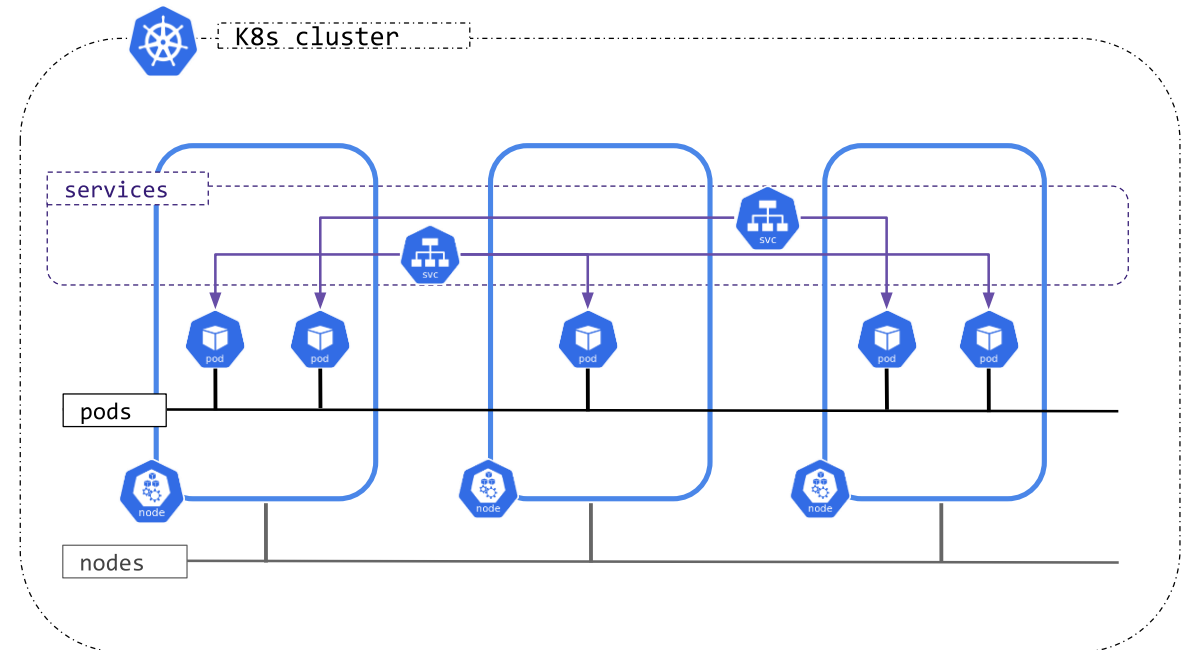 K8s cluster
services
svc
svc
pod
pod
pod
pod
pod
pods
node
node
node
nodes